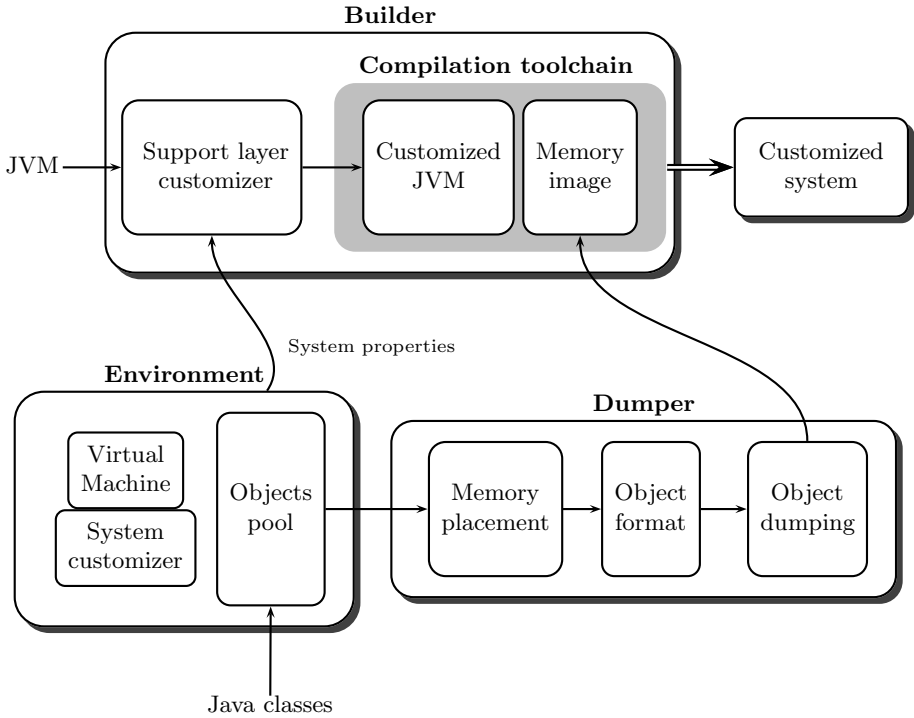 Builder
Compilation toolchain
JVM
Support layer
customizer
Customized
JVM
Memory
image
Customized
system
System properties
Environment
Virtual
Machine
System
customizer
Objects
pool
Dumper
Memory
placement
Object
format
Object
dumping
Java classes